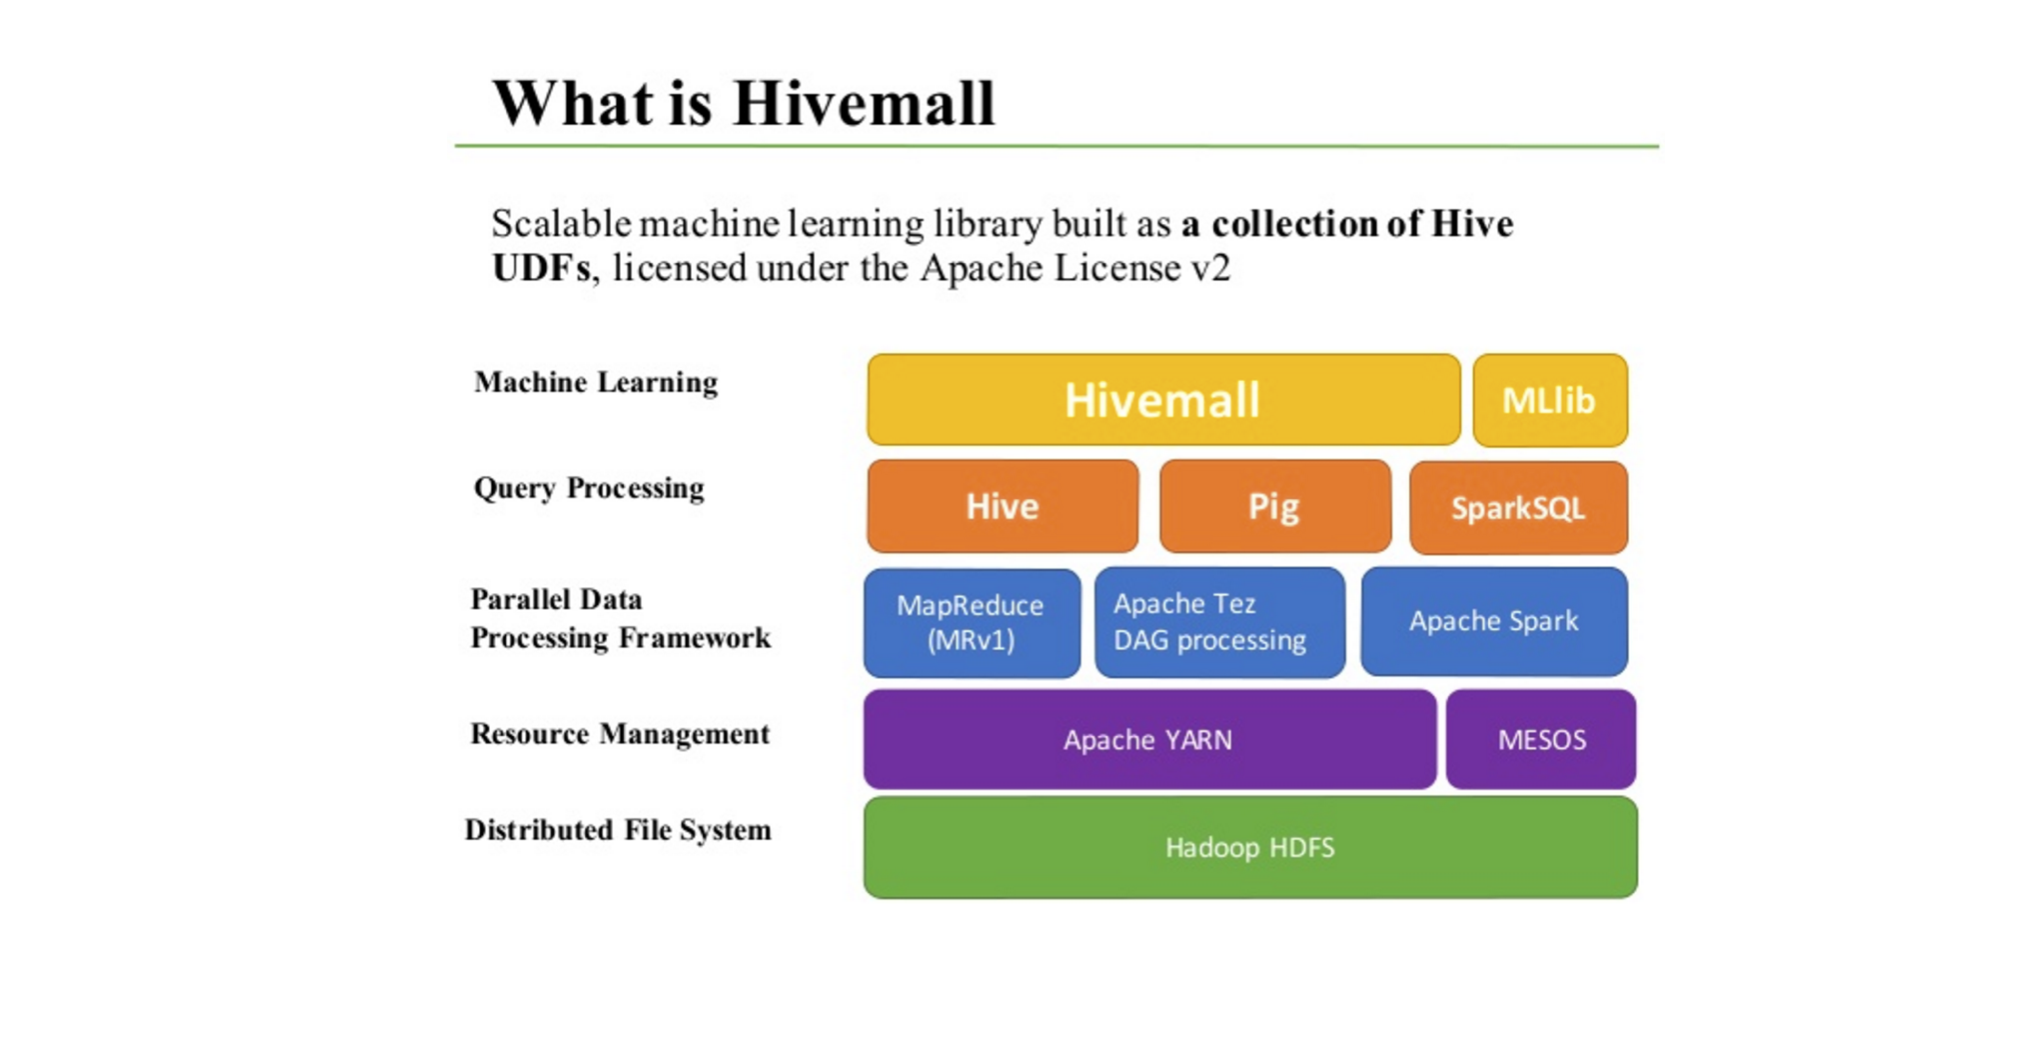 What is Hivemall
Scalable machine learning library built as a collection of Hive
UDFs, licensed under the Apache License v2
Machine Learning
Hivemall
MLlib
Query Processing
Hive
Pig
SparkSQL
Parallel Data
Processing Framework
MapReduce
(MRv1)
Apache Tez
DAG processing
Apache Spark
Resource Management
Apache YARN
MESOS
Distributed File System
Hadoop HDFS